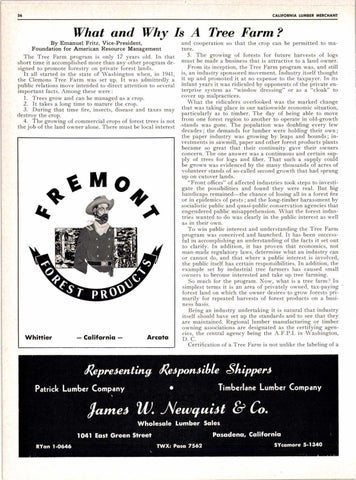 24
CALIFORNIA LUMBER MERCHANT
What and Why Is A Tree Farm?
By Emanuel Fritz, Vice-President,
Foundation for American Resource Management
The Tree Farm program is only 17 years old. In that
short time it accomplished more than any other program de-
signed to promote forestry on private forest lands.
It all started in the state of Washington when, in 1941,
the Clemons Tree Farm was set up. It was admittedly a
public relations move intended to direct attention to several
important facts. Among these were:
1. Trees grow and can be managed as a crop.
2. It takes a long time to mature the crop.
3. During that time fire, insects, disease and taxes may
destroy the crop.
4. The growing of commercial crops of forest trees is not
the job of the land owner alone. There must be local interest
and cooperation so that the crop can be permitted to ma-
ture.
5. The growing of forests for future harvests of logs
must be made a business that is attractive to a land owner.
From its inception, the Tree Farm program was, and still
is, an industry sponsored movement. Industry itself thought
it up and promoted it at no expense to the taxpayer. In its
infant years it was ridiculed by opponents of the private en-
terprise system as "window dressing" or as a "cloak" to
cover up malpractices.
What the ridiculers overlooked was the marked change
that was taking place in our nationwide economic situation,
particularly as to timber. The day of being able to move
from one forest region to another to operate in old-growth
stands was gone. The population was doubling every few
decades; the demands for lumber were holding their own;
the paper industry was growing by leaps and bounds; in-
vestments in sawmill, paper and other forest products plants
became so great that their continuity gave their owners
concern. The one answer was a continuous and certain sup-
ply of trees for logs and fiber. That such a supply could
be grown was evidenced by the many thousands of acres of
volunteer stands of so-called second growth that had sprung
up on cutover lands.
"Front offices" of affected industries took steps to investi-
gate the possibilities and found they were real. But big
handicaps remained—the chance of losing all in a forest fire
or in epidemics of pests; and the long-timber harassment by
socialistic public and quasi-public conservation agencies that
engendered public misapprehension. What the forest indus-
tries wanted to do was clearly in the public interest as well
as in their own.
To win public interest and understanding the Tree Farm
program was conceived and launched. It has been success-
ful in accomplishing an understanding of the facts it set out
to clarify. In addition, it has proven that economics, not
man-made regulatory laws, determine what an industry can
or cannot do, and that where a public interest is involved,
the public itself has certain responsibilities. In addition, the
example set by industrial tree farmers has caused small
owners to become interested and take up tree farming.
So much for the program. Now, what is a tree farm? In
simplest terms it is an area of privately owned, tax-paying
forest land on which the owner desires to grow forests pri-
marily for repeated harvests of forest products on a busi-
ness basis.
Being an industry undertaking it is natural that industry
itself should have set up the standards and to see that they
are maintained. Regional lumber manufacturing or timber
owning associations are designated as the certifying agen-
cies, the central agency being the A.F.P.I. in Washington,
D. C.
Certification of a Tree Farm is not unlike the labeling of a
EMONT
FOREST PRODUCTS
Whittier — California — Arcata
Representing Responsible Shippers
Patrick Lumber Company • Timberlane Lumber Company
James W. Newquist & Co.
Wholesale Lumber Sales
1041 East Green Street Pasadena, California
RYan 1-0646 TWX: Pasa 7562 SYcamore 5-1340